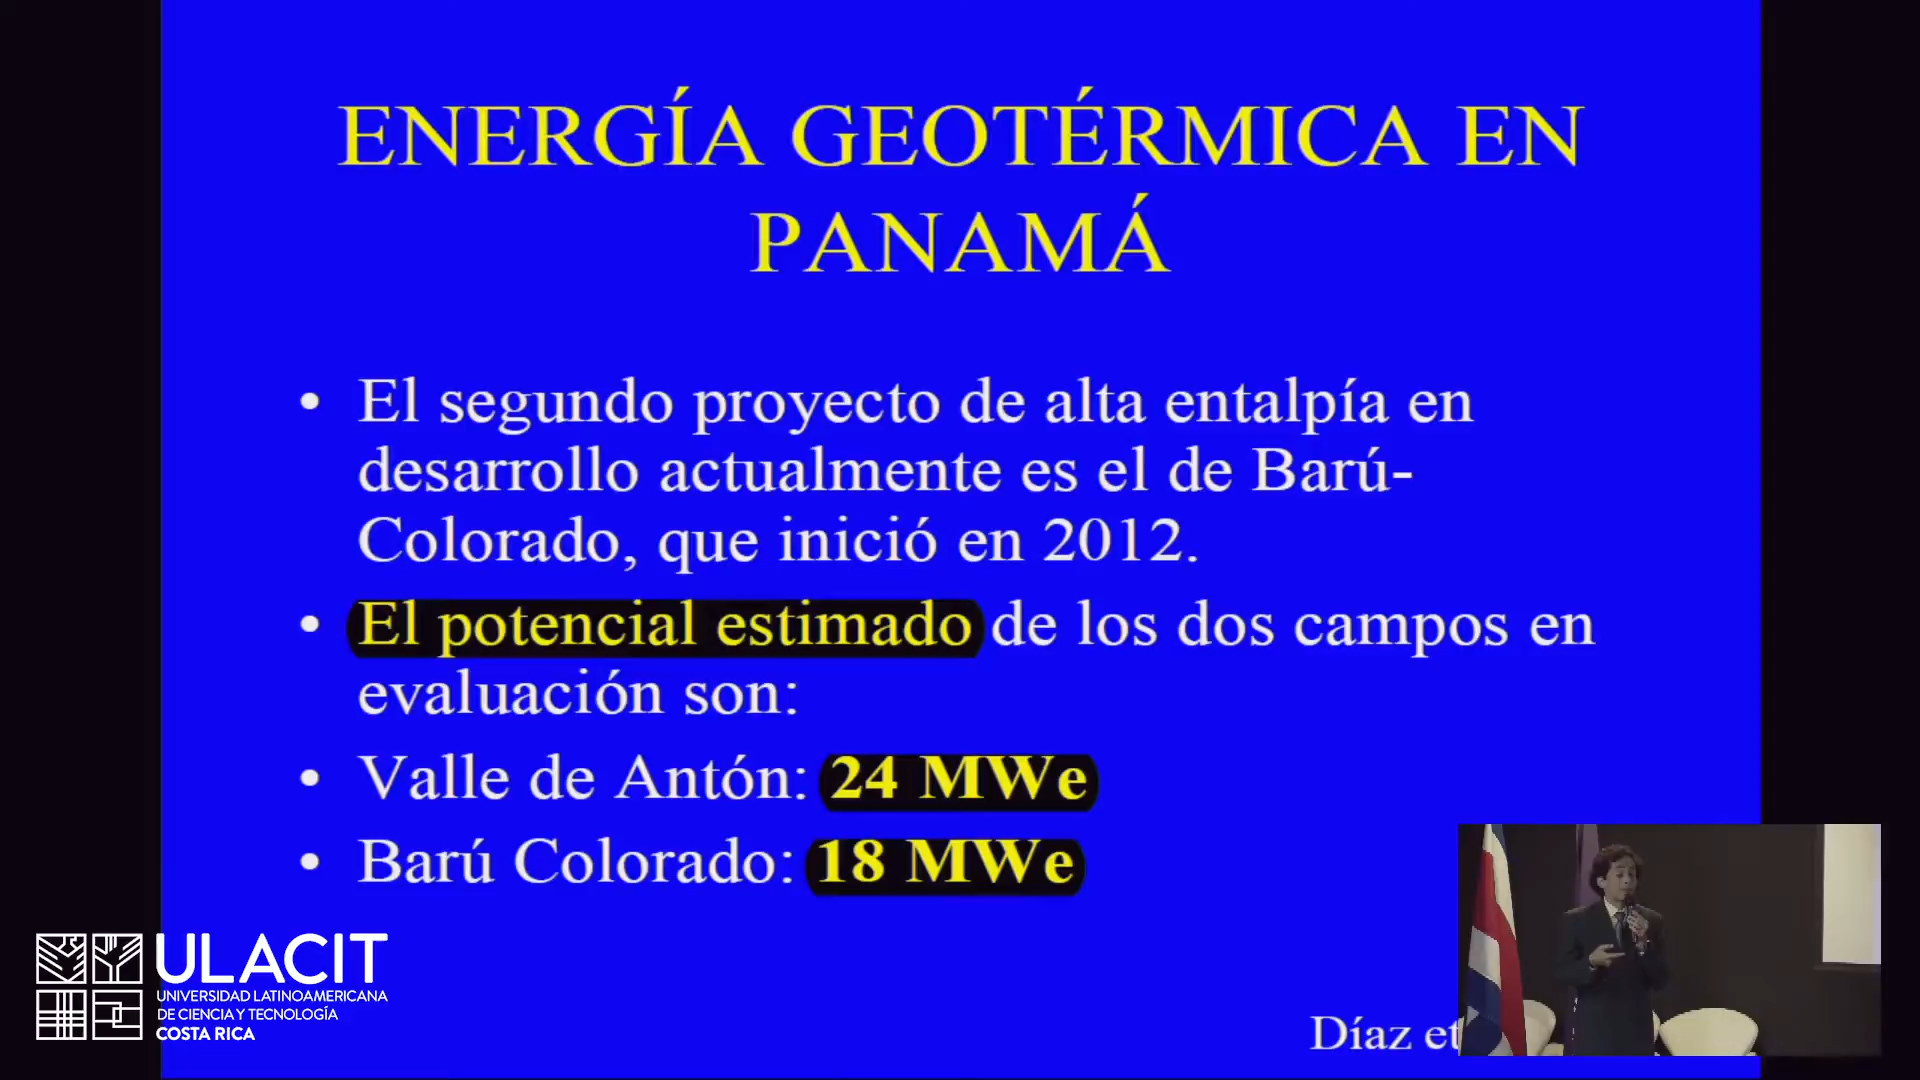 ENERGÍA GEOTÉRMICA EN
PANAMÁ
• El segundo proyecto de alta entalpía en
desarrollo actualmente es el de Barú-
Colorado, que inició en 2012.
• El potencial estimado de los dos campos en
evaluación son:
• Valle de Antón: 24 MWe
• Barú Colorado: 18 MWe
Díaz et
ULACIT
UNIVERSIDAD LATINOAMERICANA
DE CIENCIA Y TECNOLOGÍA
COSTA RICA